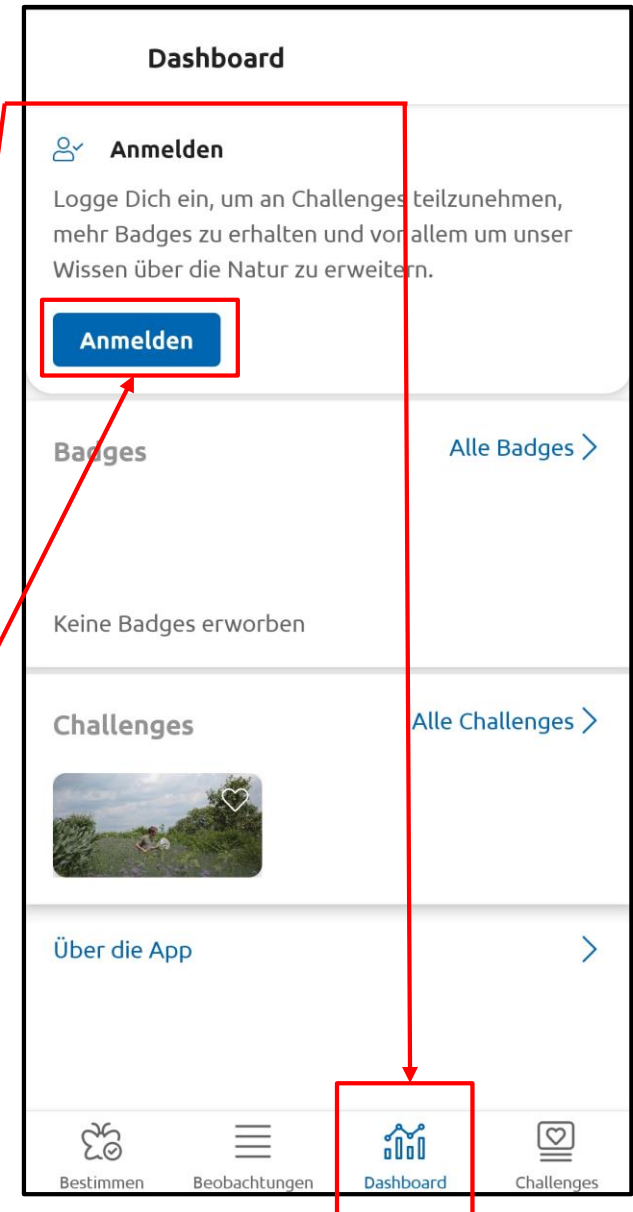 Dashboard
Anmelden
Logge Dich ein, um an Challenges teilzunehmen,
mehr Badges zu erhalten und vor allem um unser
Wissen über die Natur zu erweitern.
Anmelden
Badges
Alle Badges
Keine Badges erworben
Challenges
Alle Challenges
Über die App
Bestimmen
Beobachtungen
Dashboard
Challenges